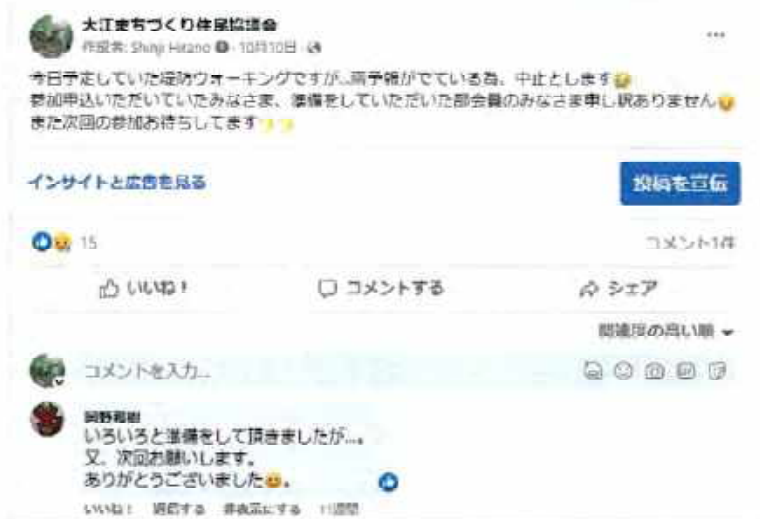 大江まちづくり住民協議会
作成者: Shinji Hirano · 10月10日
今日予定していた堤防ウォーキングですが…雨予報がでている為、中止とします😥
参加申込いただいていたみなさま、準備をしていただいた部会員のみなさま申し訳ありません😥
また次回の参加お待ちしてます✨✨
インサイトと広告を見る
投稿を宣伝
15
コメント1件
いいね!
コメントする
シェア
関連度の高い順
コメントを入力…
いろいろと準備をして頂きましたが…。
又、次回お願いします。
ありがとうございました😀。
いいね! 返信する 非表示にする 11週間